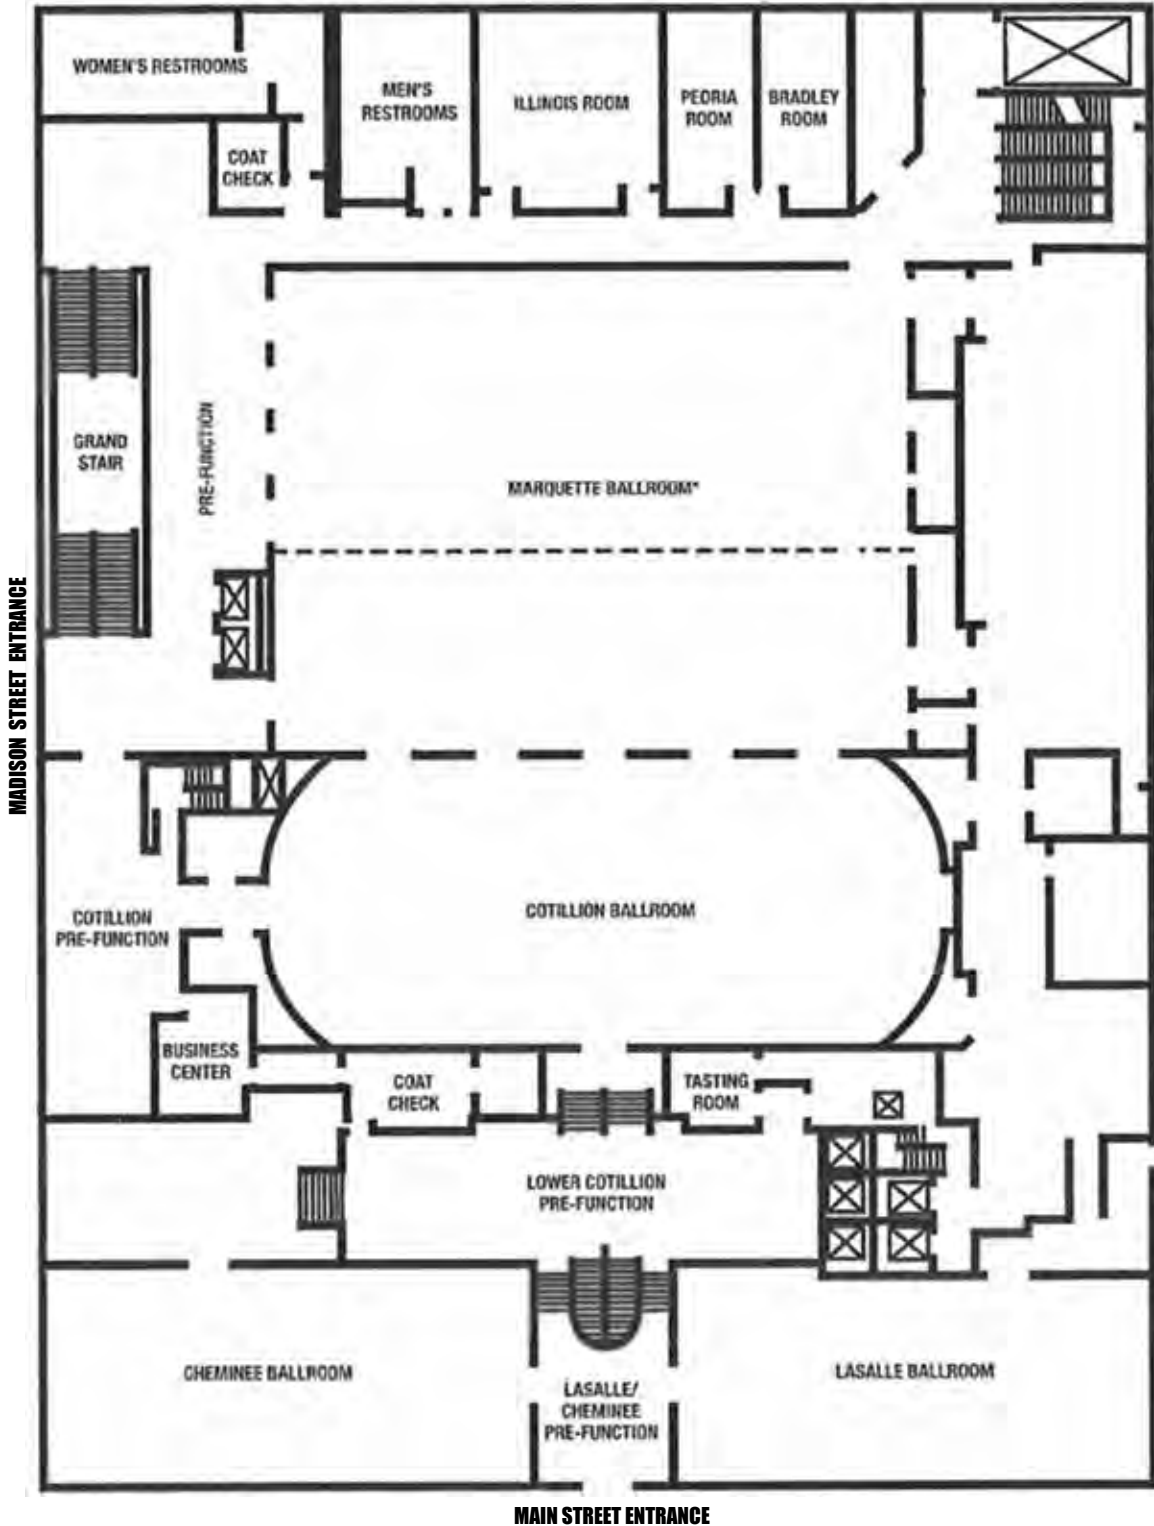 WOMEN'S RESTROOMS
MEN'S
RESTROOMS
ILLINOIS ROOM
PEORIA
ROOM
BRADLEY
ROOM
COAT
CHECK
GRAND
STAIR
PRE-FUNCTION
MARQUETTE BALLROOM*
MADISON STREET ENTRANCE
COTILLION
PRE-FUNCTION
COTILLION BALLROOM
BUSINESS
CENTER
COAT
CHECK
TASTING
ROOM
LOWER COTILLION
PRE-FUNCTION
CHEMINEE BALLROOM
LASALLE/
CHEMINEE
PRE-FUNCTION
LASALLE BALLROOM
MAIN STREET ENTRANCE